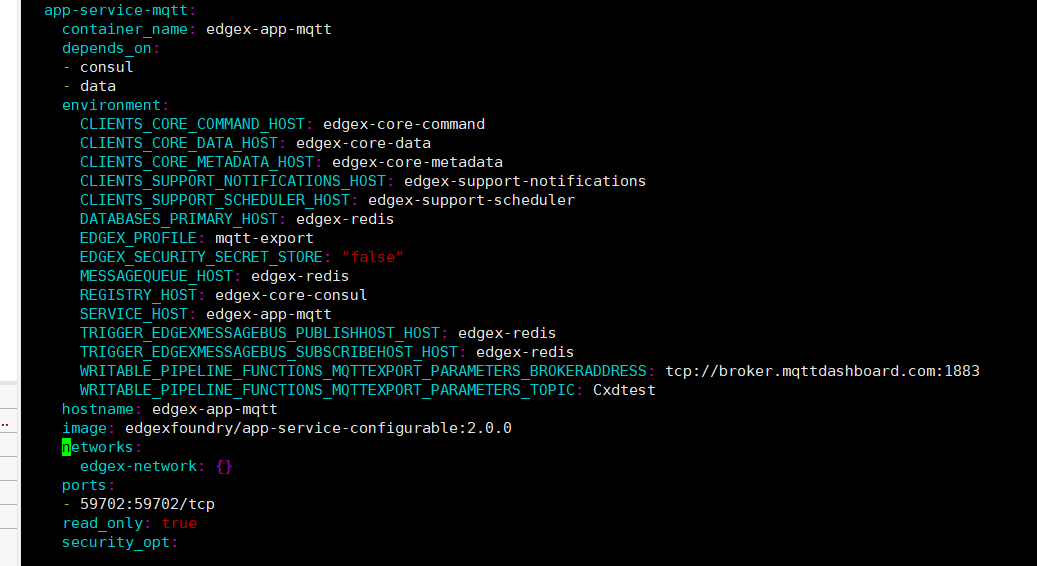 app-service-mqtt:
container_name: edgex-app-mqtt
depends_on:
- consul
- data
environment:
CLIENTS_CORE_COMMAND_HOST: edgex-core-command
CLIENTS_CORE_DATA_HOST: edgex-core-data
CLIENTS_CORE_METADATA_HOST: edgex-core-metadata
CLIENTS_SUPPORT_NOTIFICATIONS_HOST: edgex-support-notifications
CLIENTS_SUPPORT_SCHEDULER_HOST: edgex-support-scheduler
DATABASES_PRIMARY_HOST: edgex-redis
EDGEX_PROFILE: mqtt-export
EDGEX_SECURITY_SECRET_STORE: "false"
MESSAGEQUEUE_HOST: edgex-redis
REGISTRY_HOST: edgex-core-consul
SERVICE_HOST: edgex-app-mqtt
TRIGGER_EDGEXMESSAGEBUS_PUBLISHHOST_HOST: edgex-redis
TRIGGER_EDGEXMESSAGEBUS_SUBSCRIBEHOST_HOST: edgex-redis
WRITABLE_PIPELINE_FUNCTIONS_MQTTEXPORT_PARAMETERS_BROKERADDRESS: tcp://broker.mqttdashboard.com:1883
WRITABLE_PIPELINE_FUNCTIONS_MQTTEXPORT_PARAMETERS_TOPIC: Cxdtest
hostname: edgex-app-mqtt
image: edgexfoundry/app-service-configurable:2.0.0
networks:
edgex-network: {}
ports:
- 59702:59702/tcp
read_only: true
security_opt: